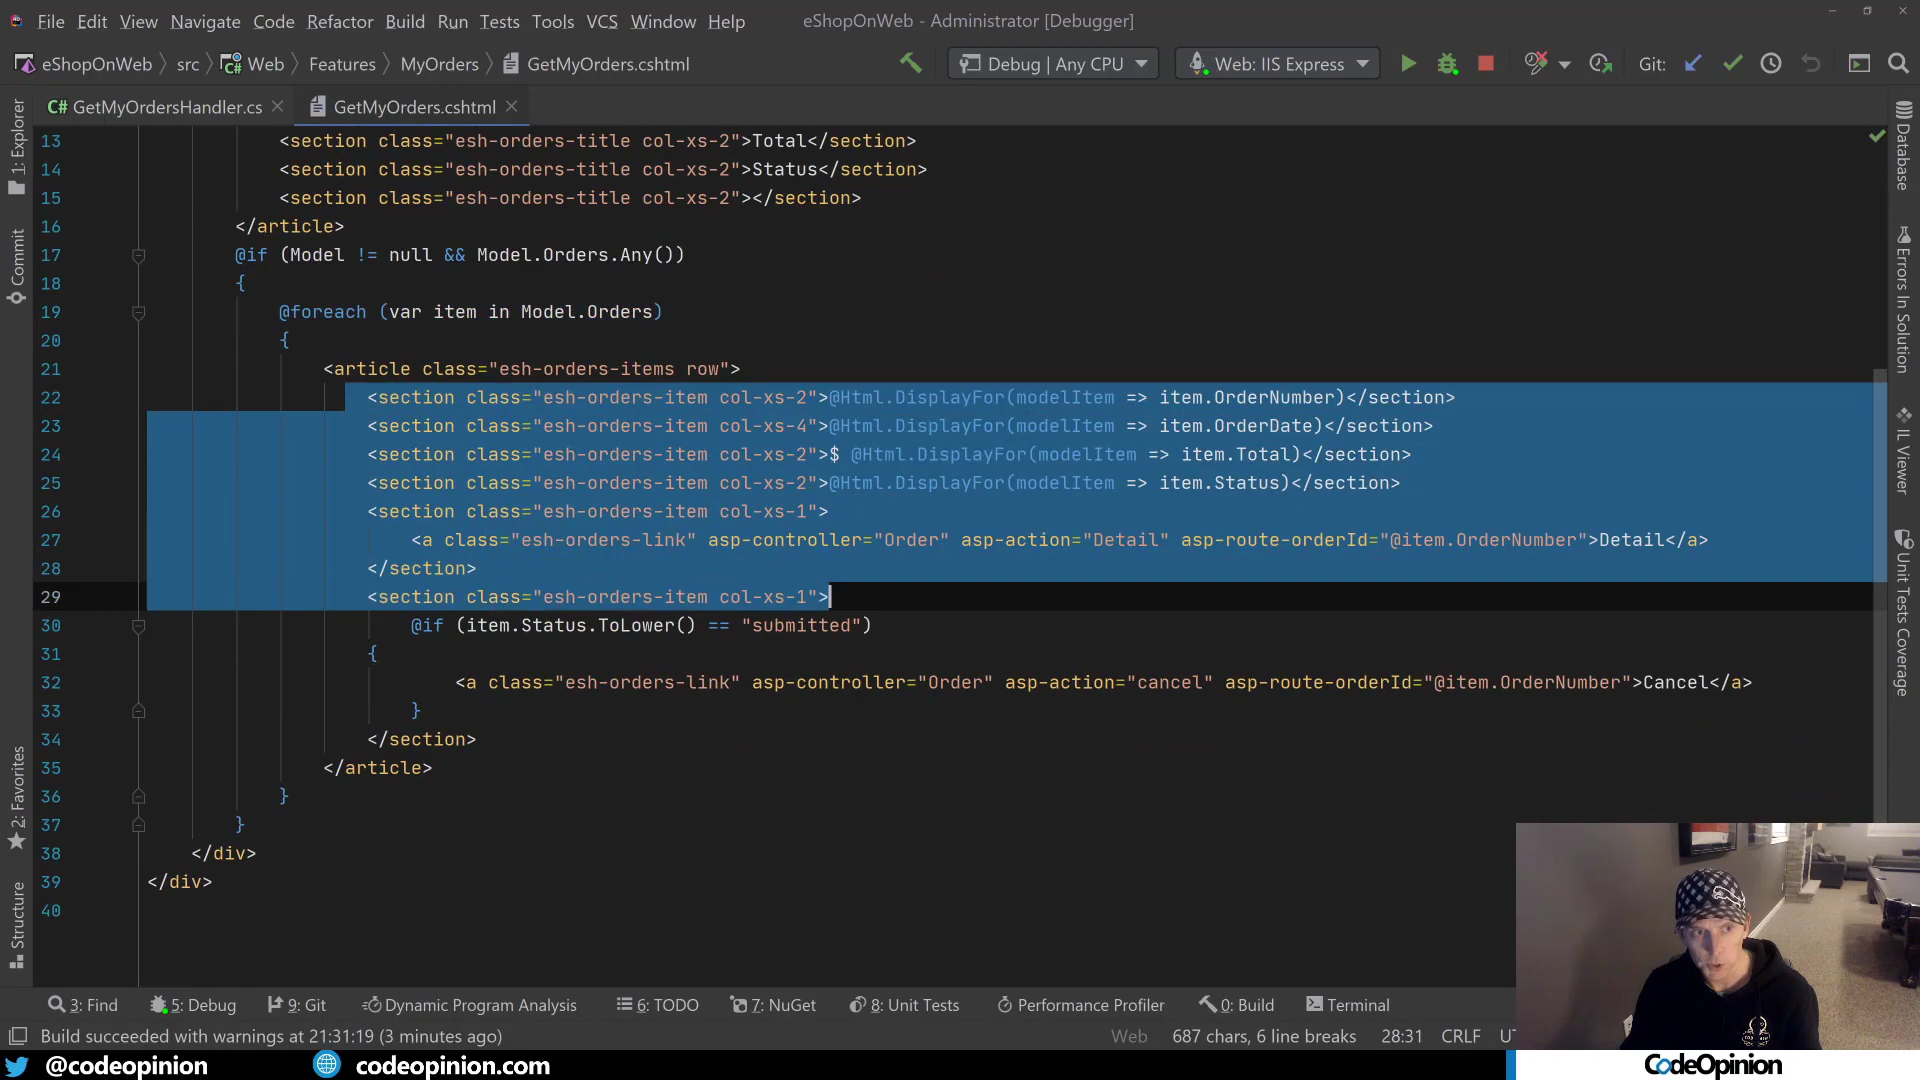 File Edit View Navigate Code Refactor Build Run Tests Tools VCS Window Help eShopOnWeb - Administrator [Debugger]
eShopOnWeb src Web Features MyOrders GetMyOrders.cshtml Debug | Any CPU Web: IIS Express Git:
GetMyOrdersHandler.cs GetMyOrders.cshtml
C#
1: Explorer
Commit
2: Favorites
Structure
13 <section class="esh-orders-title col-xs-2">Total</section>
14 <section class="esh-orders-title col-xs-2">Status</section>
15 <section class="esh-orders-title col-xs-2"></section>
16 </article>
17 @if (Model != null && Model.Orders.Any())
18 {
19 @foreach (var item in Model.Orders)
20 {
21 <article class="esh-orders-items row">
22 <section class="esh-orders-item col-xs-2">@Html.DisplayFor(modelItem => item.OrderNumber)</section>
23 <section class="esh-orders-item col-xs-4">@Html.DisplayFor(modelItem => item.OrderDate)</section>
24 <section class="esh-orders-item col-xs-2">$ @Html.DisplayFor(modelItem => item.Total)</section>
25 <section class="esh-orders-item col-xs-2">@Html.DisplayFor(modelItem => item.Status)</section>
26 <section class="esh-orders-item col-xs-1">
27 <a class="esh-orders-link" asp-controller="Order" asp-action="Detail" asp-route-orderId="@item.OrderNumber">Detail</a>
28 </section>
29 <section class="esh-orders-item col-xs-1">
30 @if (item.Status.ToLower() == "submitted")
31 {
32 <a class="esh-orders-link" asp-controller="Order" asp-action="cancel" asp-route-orderId="@item.OrderNumber">Cancel</a>
33 }
34 </section>
35 </article>
36 }
37 }
38 </div>
39 </div>
40
Database
Errors In Solution
IL Viewer
Unit Tests Coverage
3: Find 5: Debug 9: Git Dynamic Program Analysis 6: TODO 7: NuGet 8: Unit Tests Performance Profiler 0: Build Terminal
Build succeeded with warnings at 21:31:19 (3 minutes ago) Web 687 chars, 6 line breaks 28:31 CRLF
@codeopinion codeopinion.com CodeOpinion